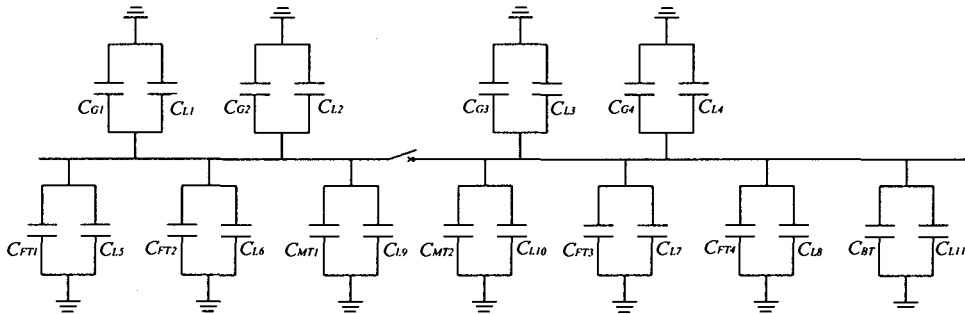 CG1 CL1 CG2 CL2 CG3 CL3 CG4 CL4
CFT1 CL5 CFT2 CL6 CMT1 CL9 CMT2 CL10 CFT3 CL7 CFT4 CL8 CBT CL11